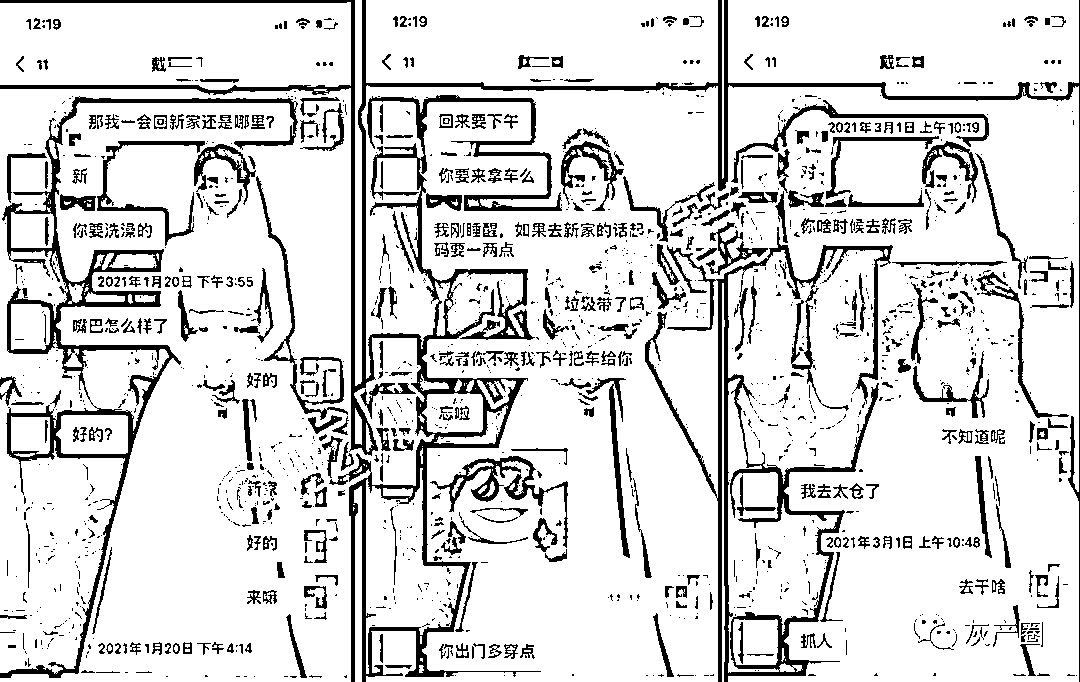 12:19
11
戴
那我一会回新家还是哪里？
新
你要洗澡的
2021年1月20日 下午3:55
嘴巴怎么样了
好的
好的？
新家
好的
来嘛
2021年1月20日 下午4:14
12:19
11
回来要下午
你要来拿车么
我刚睡醒，如果去新家的话起
码要一两点
垃圾带了吗
或者你不来我下午把车给你
忘啦
你出门多穿点
12:19
11
戴
2021年3月1日 上午10:19
对
你啥时候去新家
不知道呢
我去太仓了
2021年3月1日 上午10:48
去干啥
抓人
灰产圈